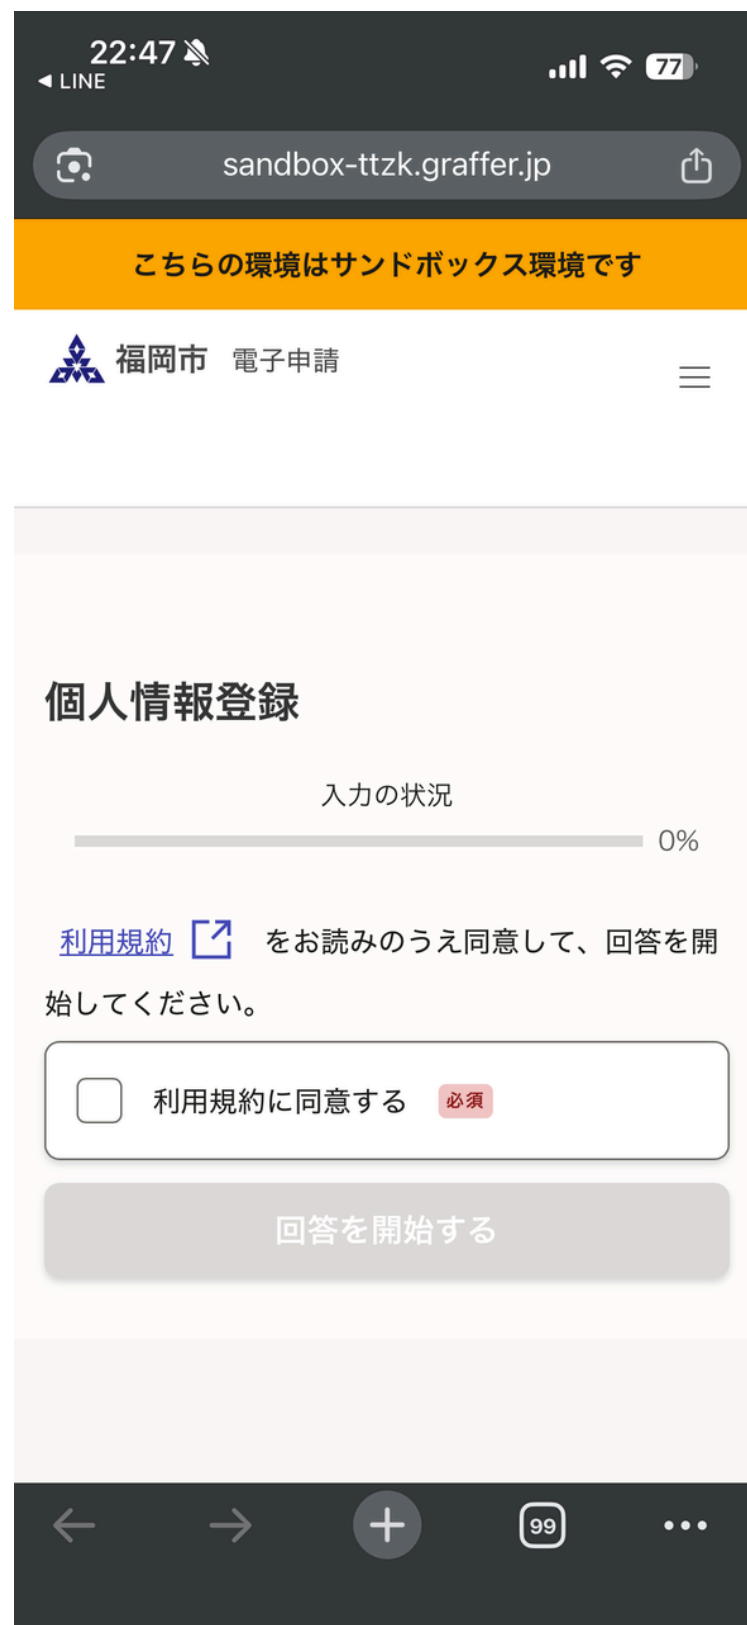 22:47
◀ LINE
77
sandbox-ttzk.graffer.jp
こちらの環境はサンドボックス環境です
福岡市 電子申請
個人情報登録
入力の状況
0%
利用規約 をお読みのうえ同意して、回答を開
始してください。
利用規約に同意する 必須
回答を開始する
99